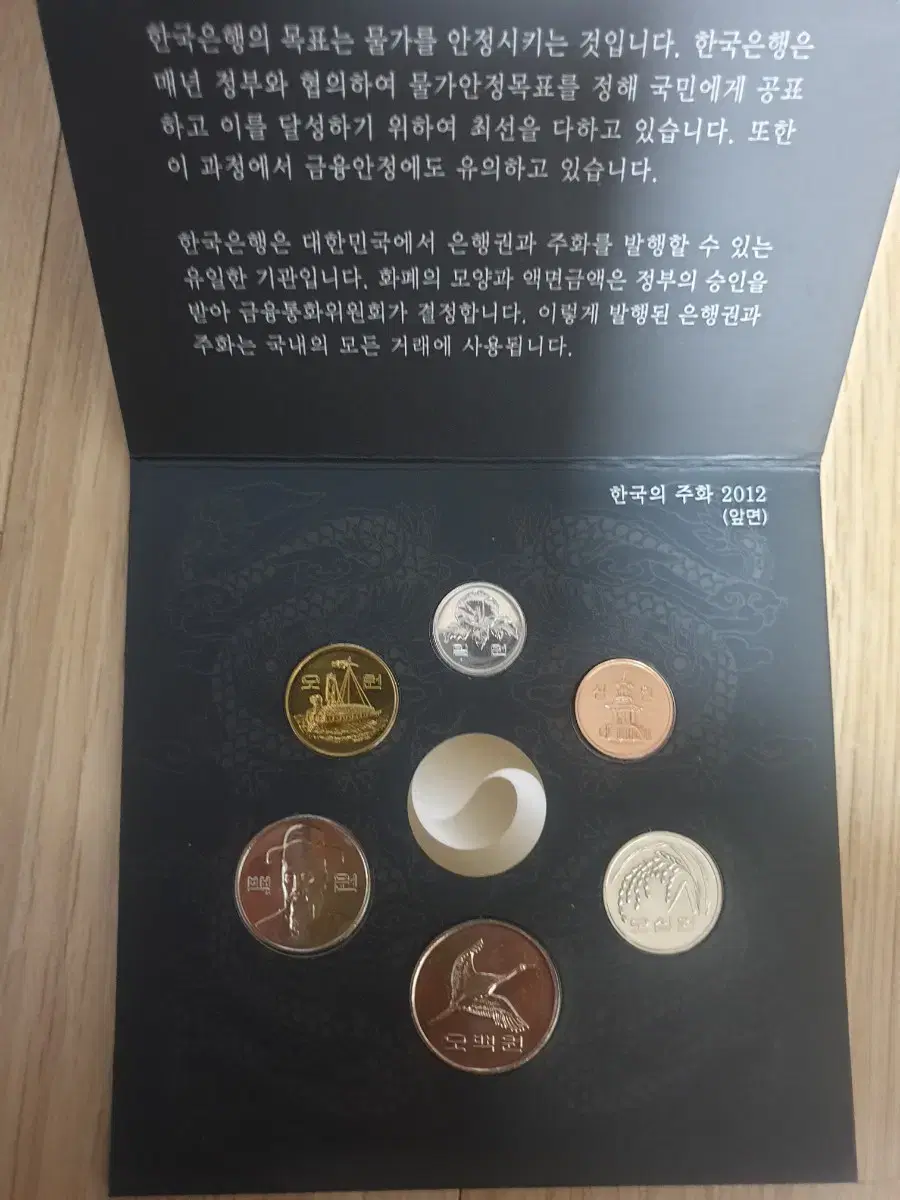 한국은행의 목표는 물가를 안정시키는 것입니다. 한국은행은
매년 정부와 협의하여 물가안정목표를 정해 국민에게 공표
하고 이를 달성하기 위하여 최선을 다하고 있습니다. 또한
이 과정에서 금융안정에도 유의하고 있습니다.
한국은행은 대한민국에서 은행권과 주화를 발행할 수 있는
유일한 기관입니다. 화폐의 모양과 액면금액은 정부의 승인을
받아 금융통화위원회가 결정합니다. 이렇게 발행된 은행권과
주화는 국내의 모든 거래에 사용됩니다.
한국의 주화 2012
(앞면)
일 원
오 원
십 원
백 원
오십원
오백원